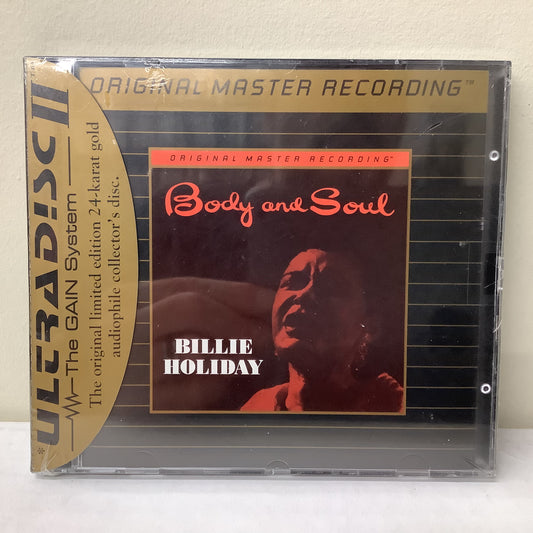 ORIGINAL MASTER RECORDING™
ULTRADISC II
The GAIN System
The original limited edition 24-karat gold
audiophile collector's disc.
ORIGINAL MASTER RECORDING™
Body and Soul
BILLIE
HOLIDAY